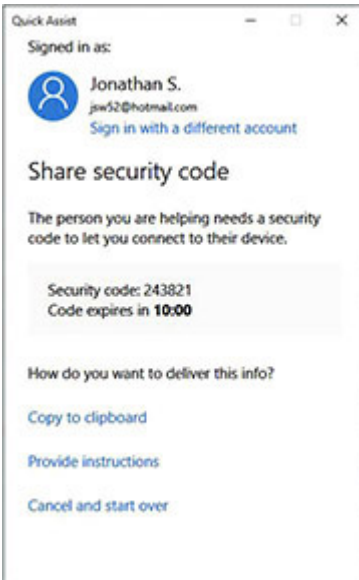 Quick Assist
Signed in as:
Jonathan S.
jsw52@hotmail.com
Sign in with a different account
Share security code
The person you are helping needs a security
code to let you connect to their device.
Security code: 243821
Code expires in 10:00
How do you want to deliver this info?
Copy to clipboard
Provide instructions
Cancel and start over